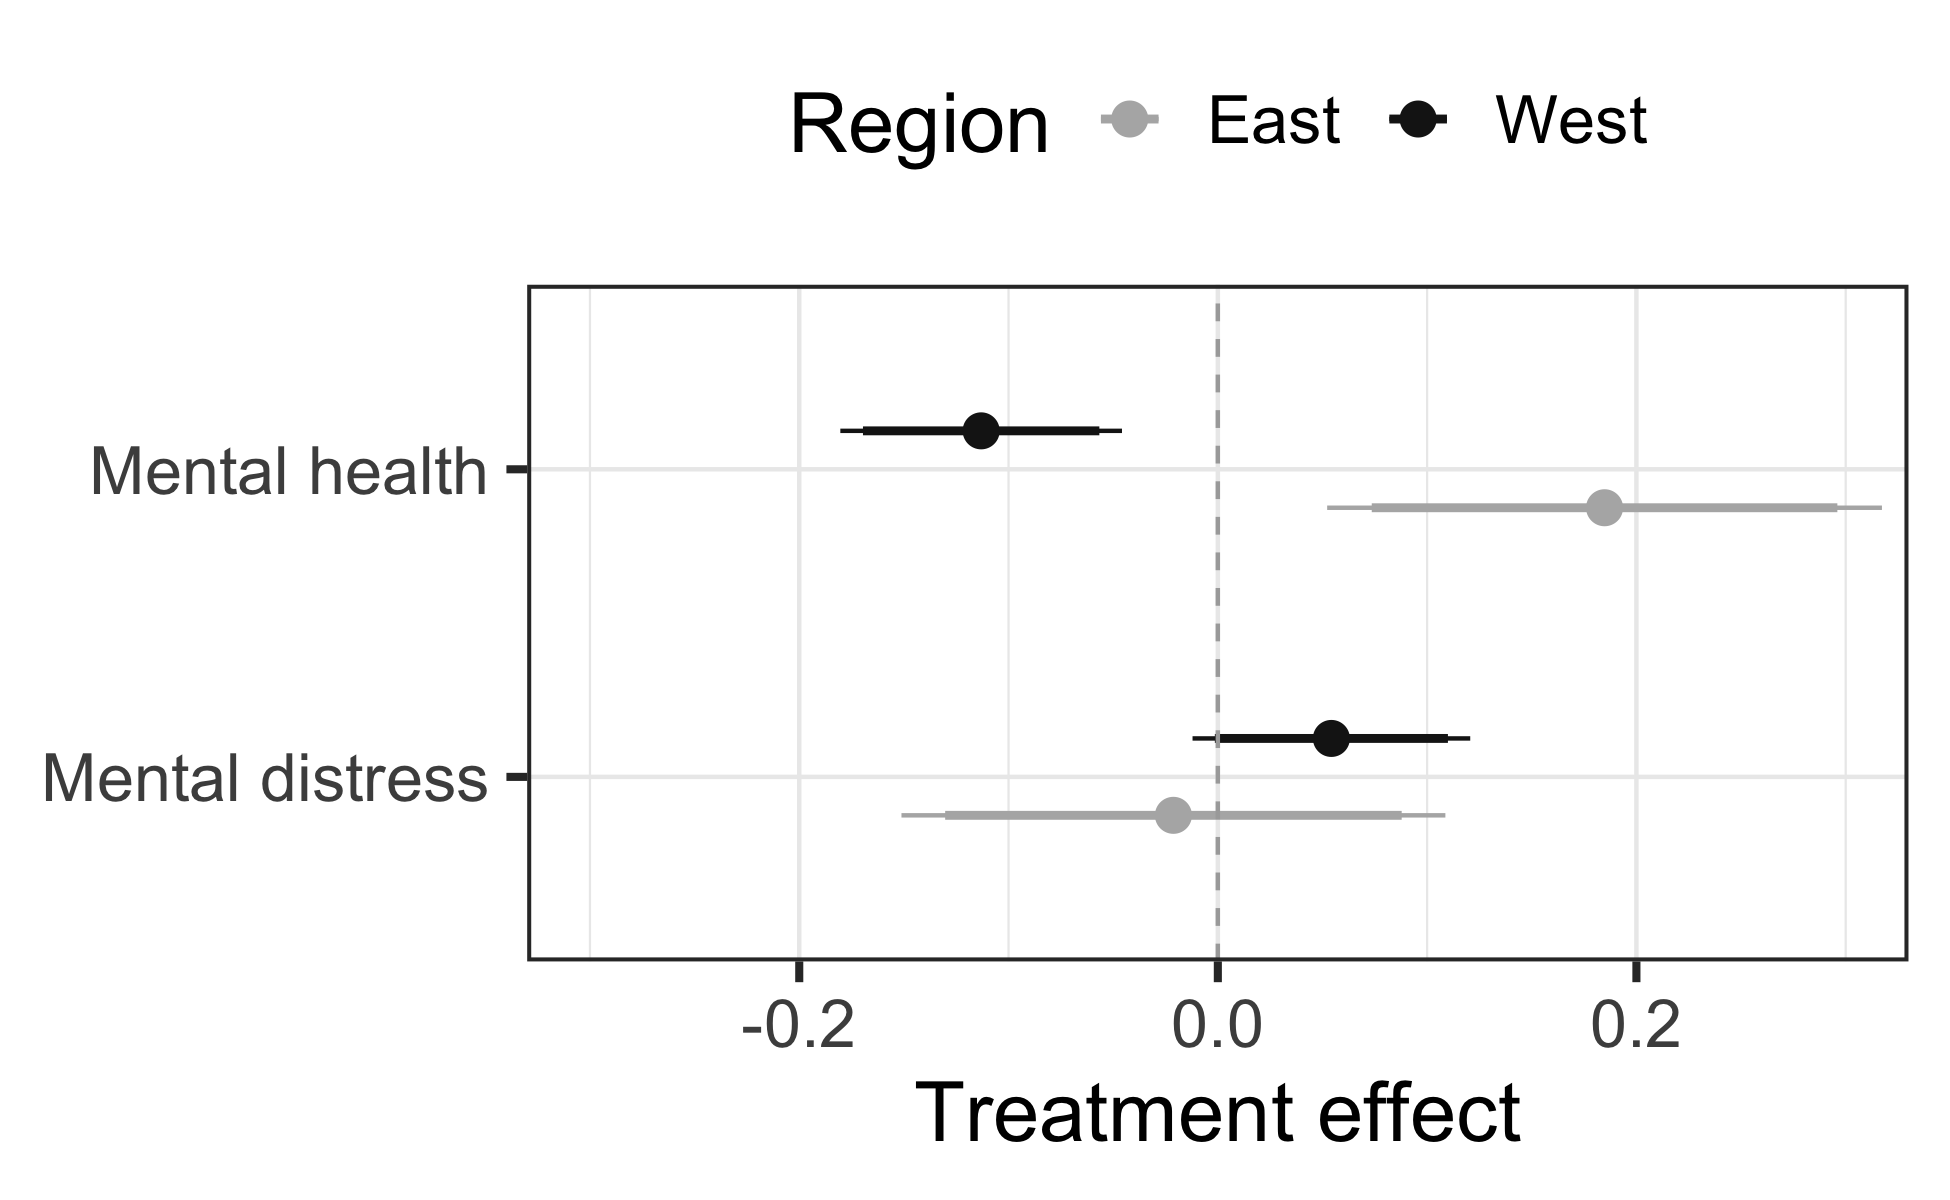 Region East West
Mental health
Mental distress
-0.2 0.0 0.2
Treatment effect